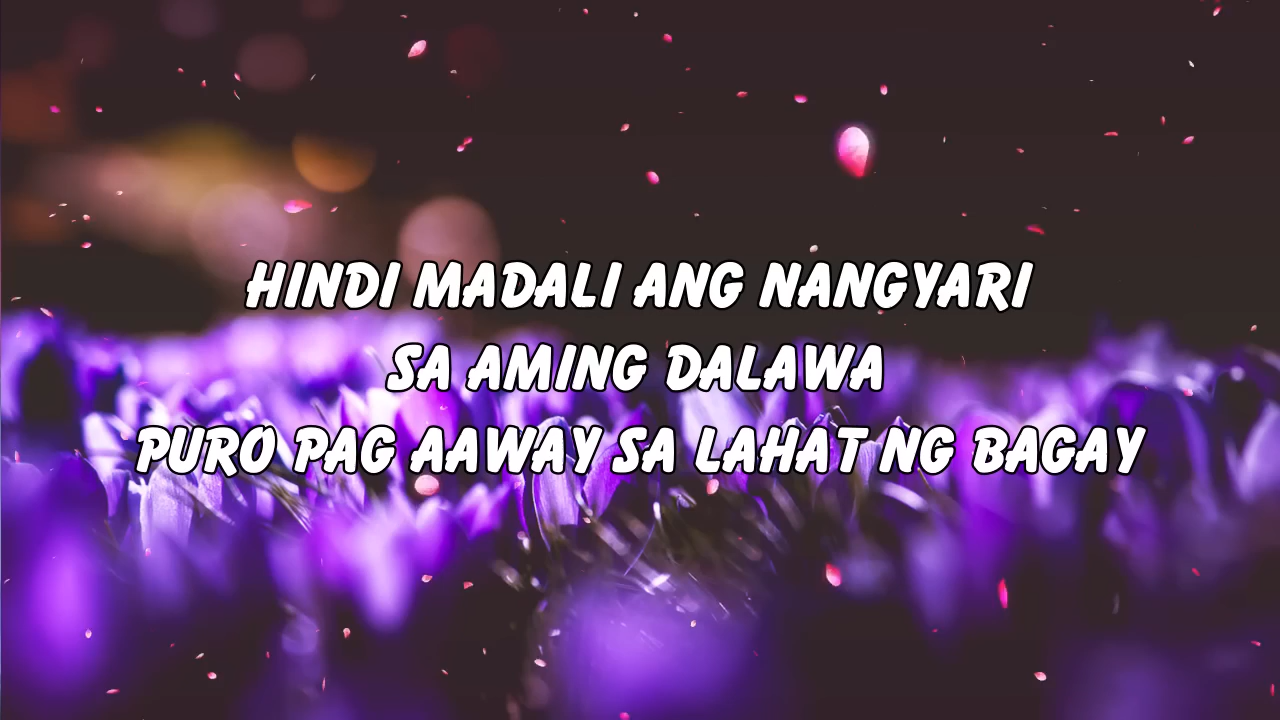 HINDI MADALI ANG NANGYARI
SA AMING DALAWA
PURO PAG AAWAY SA LAHAT NG BAGAY